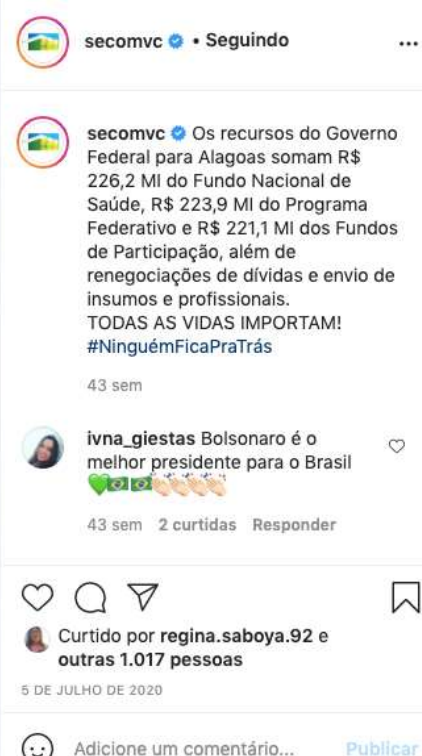 secomvc • Seguindo
secomvc Os recursos do Governo
Federal para Alagoas somam R$
226,2 MI do Fundo Nacional de
Saúde, R$ 223,9 MI do Programa
Federativo e R$ 221,1 MI dos Fundos
de Participação, além de
renegociações de dívidas e envio de
insumos e profissionais.
TODAS AS VIDAS IMPORTAM!
#NinguémFicaPraTrás
43 sem
ivna_giestas Bolsonaro é o
melhor presidente para o Brasil
💚🇧🇷🇧🇷👏🏻👏🏻👏🏻👏🏻
43 sem 2 curtidas Responder
Curtido por regina.saboya.92 e
outras 1.017 pessoas
5 DE JULHO DE 2020
Adicione um comentário... Publicar